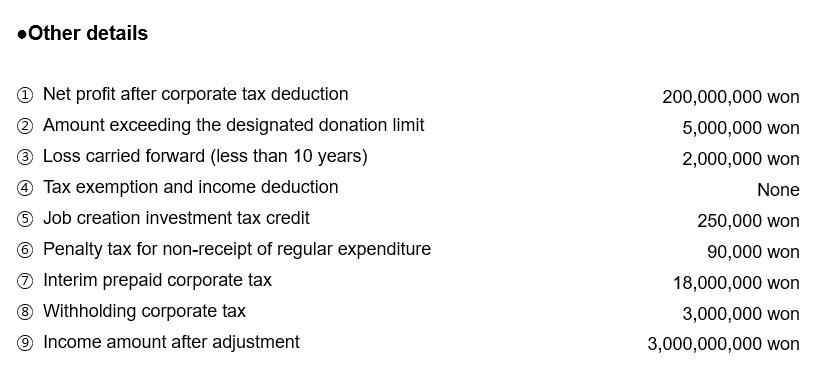 ●Other details
① Net profit after corporate tax deduction 200,000,000 won
② Amount exceeding the designated donation limit 5,000,000 won
③ Loss carried forward (less than 10 years) 2,000,000 won
④ Tax exemption and income deduction None
⑤ Job creation investment tax credit 250,000 won
⑥ Penalty tax for non-receipt of regular expenditure 90,000 won
⑦ Interim prepaid corporate tax 18,000,000 won
⑧ Withholding corporate tax 3,000,000 won
⑨ Income amount after adjustment 3,000,000,000 won